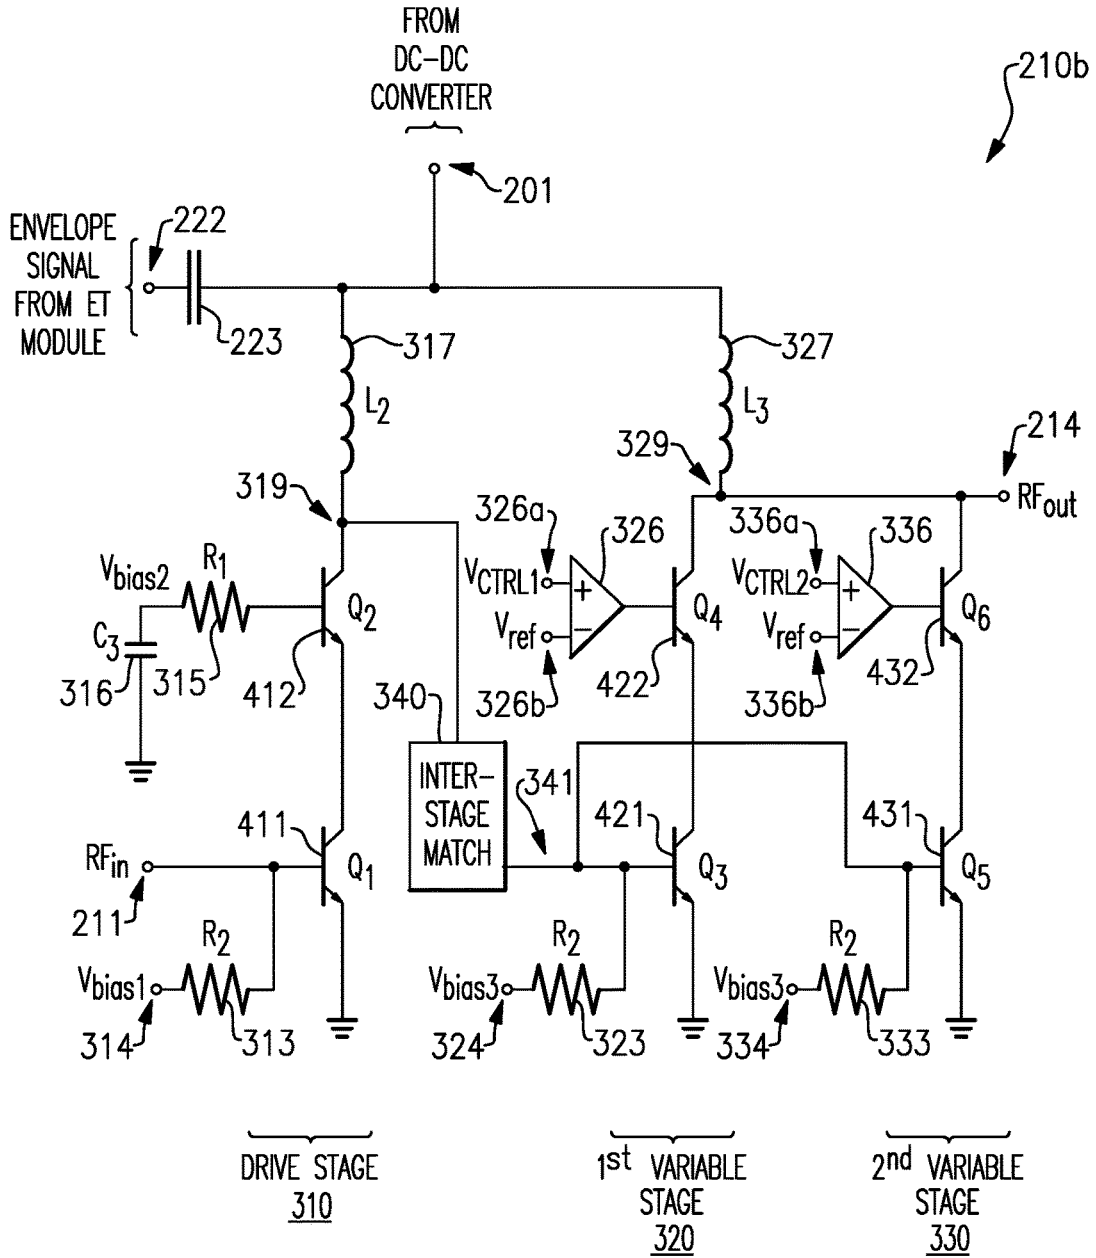 FROM
DC-DC
CONVERTER
210b
201
ENVELOPE
SIGNAL
FROM ET
MODULE
222
223
317
327
L2
L3
329
214
319
326a
326
336a
336
RFout
Vbias2
R1
VCTRL1
+
VCTRL2
+
Q2
Q4
Q6
C3
Vref
−
Vref
−
316
315
412
422
432
340
326b
336b
INTER-
STAGE
MATCH
341
411
421
431
RFin
Q1
Q3
Q5
211
R2
R2
R2
Vbias1
Vbias3
Vbias3
314
313
324
323
334
333
DRIVE STAGE
310
1st VARIABLE
STAGE
320
2nd VARIABLE
STAGE
330